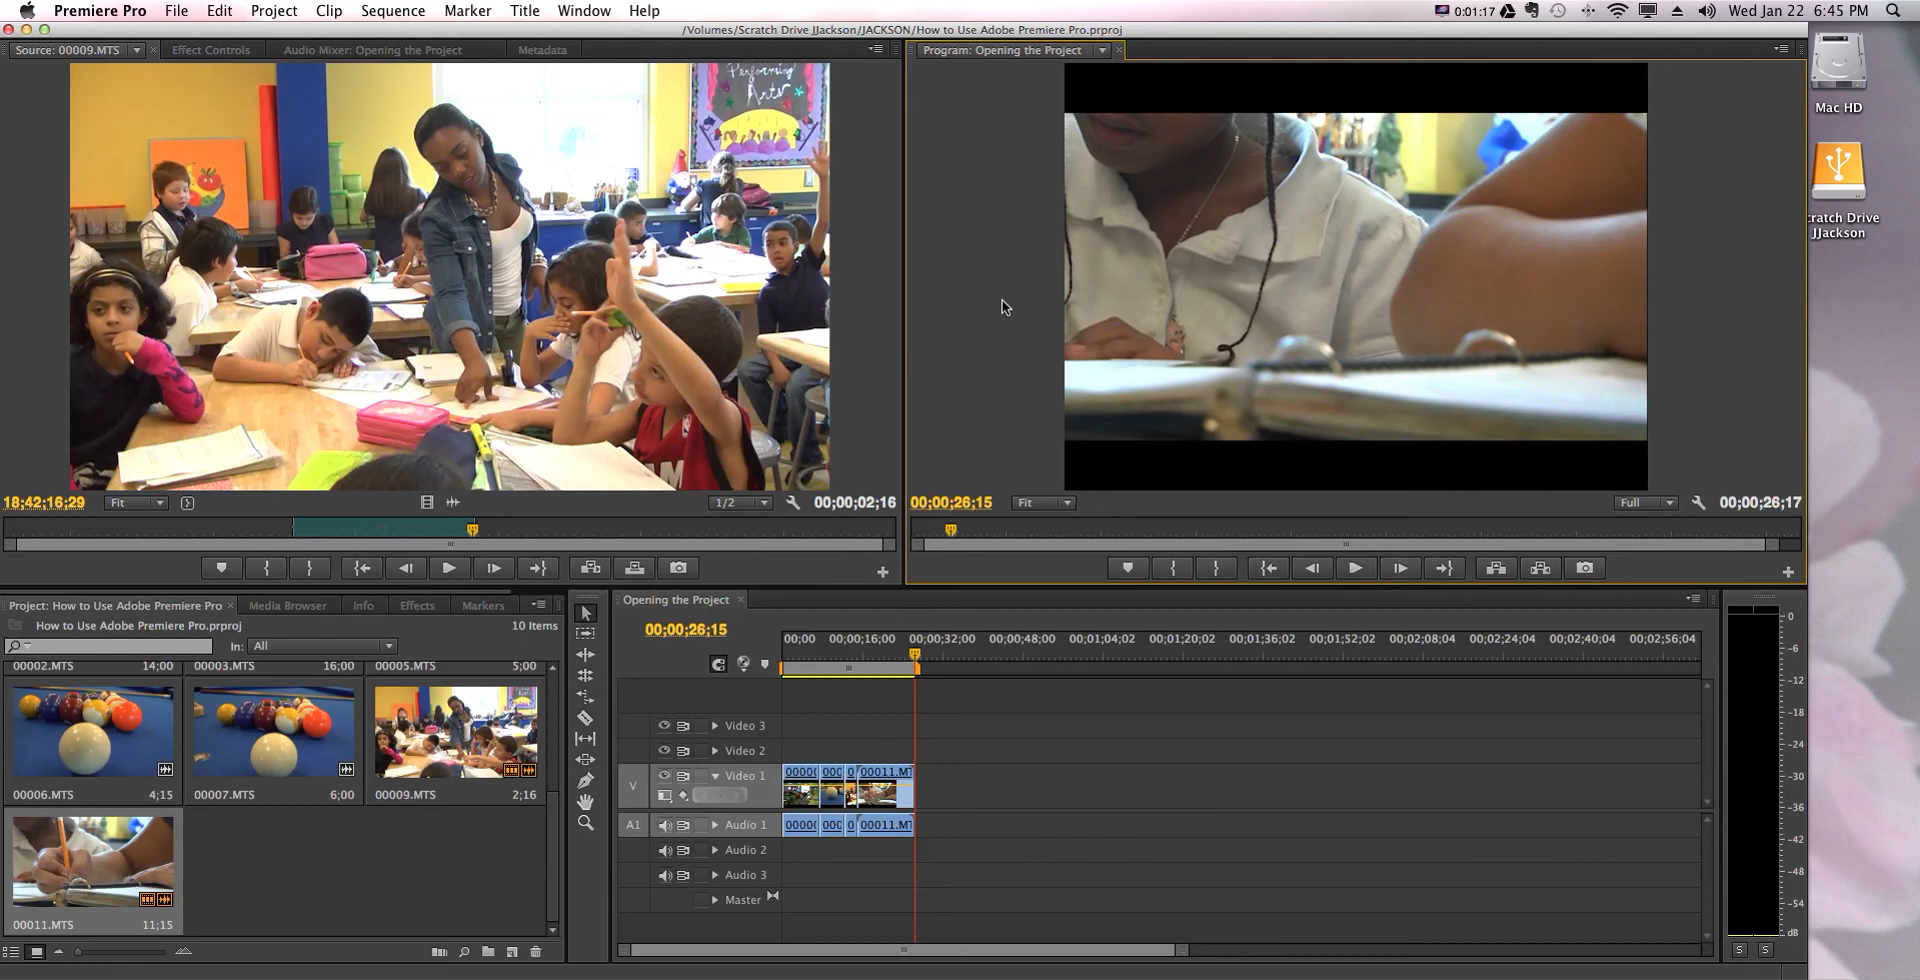 Premiere Pro File Edit Project Clip Sequence Marker Title Window Help 0:01:17 Wed Jan 22 6:45 PM
/Volumes/Scratch Drive JJackson/JACKSON/How to Use Adobe Premiere Pro.prproj
Source: 00009.MTS Effect Controls Audio Mixer: Opening the Project Metadata
Program: Opening the Project
Performing
Arts
Mac HD
cratch Drive
JJackson
18;42;16;29 Fit 1/2 00;00;02;16
00;00;26;15 Fit Full 00;00;26;17
Project: How to Use Adobe Premiere Pro Media Browser Info Effects Markers
How to Use Adobe Premiere Pro.prproj 10 Items
In: All
00002.MTS 14;00 00003.MTS 16;00 00005.MTS 5;00
00006.MTS 4;15 00007.MTS 6;00 00009.MTS 2;16
00011.MTS 11;15
Opening the Project
00;00;26;15
00;00 00;00;16;00 00;00;32;00 00;00;48;00 00;01;04;02 00;01;20;02 00;01;36;02 00;01;52;02 00;02;08;04 00;02;24;04 00;02;40;04 00;02;56;04
Video 3
Video 2
V Video 1 0000( 000 0 00011.MT
A1 Audio 1 0000( 000 0 00011.MT
Audio 2
Audio 3
Master
0
-6
-12
-18
-24
-30
-36
-42
-48
-54
dB
S S